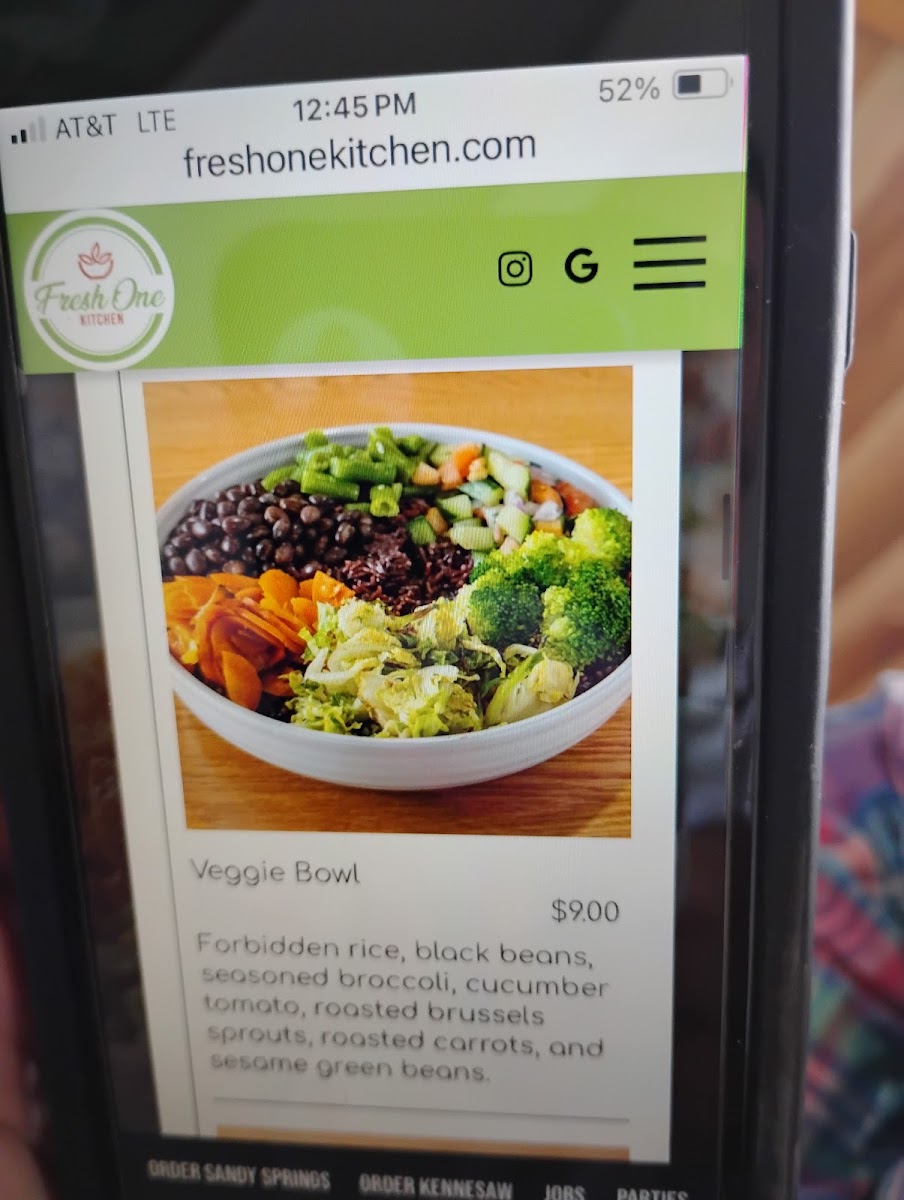 AT&T LTE 12:45 PM 52%
freshonekitchen.com
Fresh One
KITCHEN
Veggie Bowl
$9.00
Forbidden rice, black beans,
seasoned broccoli, cucumber
tomato, roasted brussels
sprouts, roasted carrots, and
sesame green beans.
ORDER SANDY SPRINGS ORDER KENNESAW JOBS PARTIES